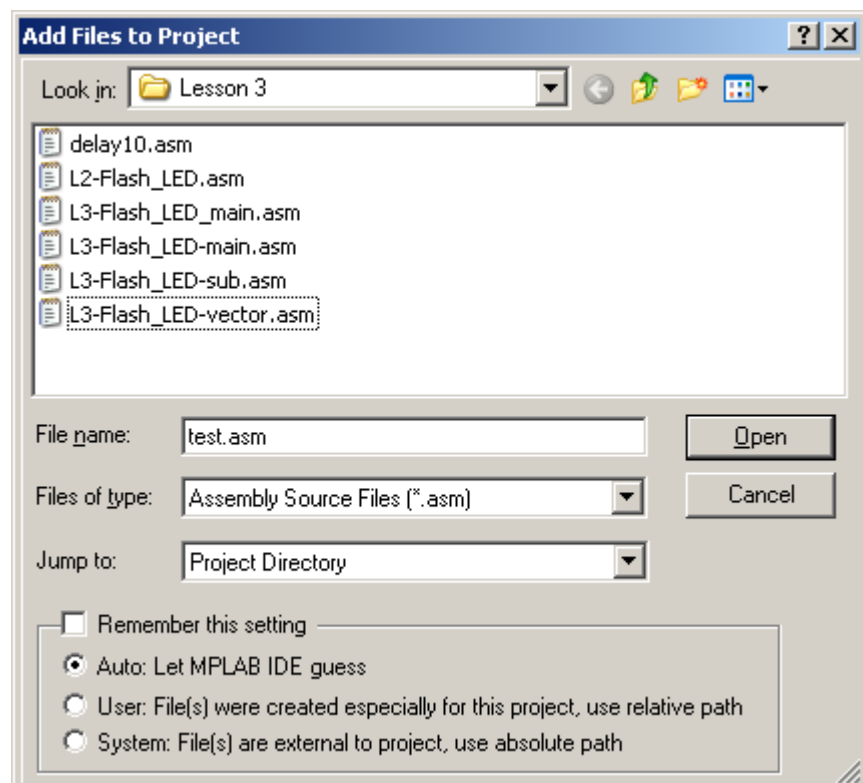 Add Files to Project
Look in: Lesson 3
delay10.asm
L2-Flash_LED.asm
L3-Flash_LED_main.asm
L3-Flash_LED-main.asm
L3-Flash_LED-sub.asm
L3-Flash_LED-vector.asm
File name: test.asm Open
Files of type: Assembly Source Files (*.asm) Cancel
Jump to: Project Directory
Remember this setting
Auto: Let MPLAB IDE guess
User: File(s) were created especially for this project, use relative path
System: File(s) are external to project, use absolute path